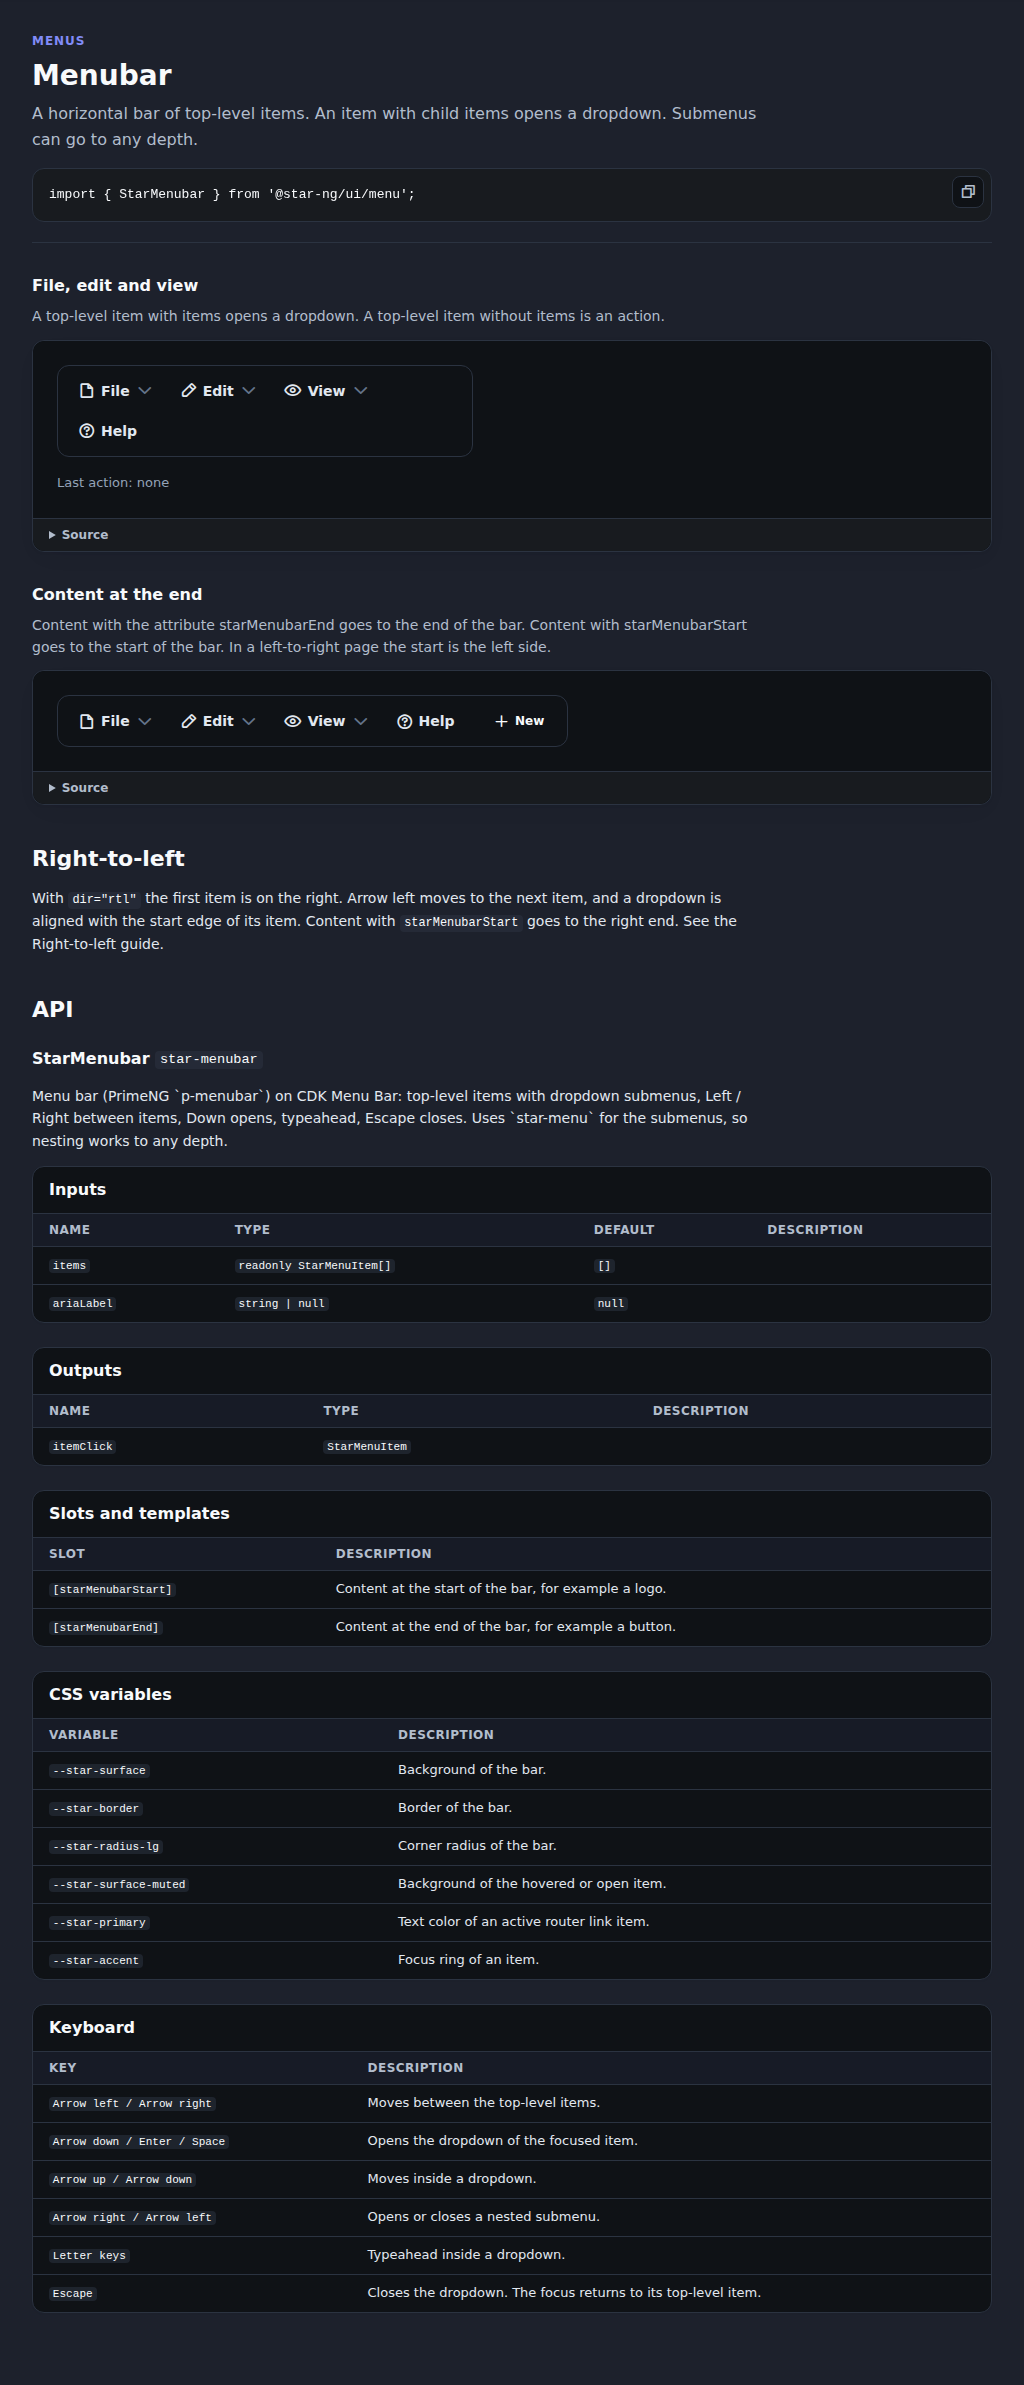 MENUS
Menubar
A horizontal bar of top-level items. An item with child items opens a dropdown. Submenus
can go to any depth.
import { StarMenubar } from '@star-ng/ui/menu';
File, edit and view
A top-level item with items opens a dropdown. A top-level item without items is an action.
File Edit View
Help
Last action: none
Source
Content at the end
Content with the attribute starMenubarEnd goes to the end of the bar. Content with starMenubarStart
goes to the start of the bar. In a left-to-right page the start is the left side.
File Edit View Help New
Source
Right-to-left
With dir="rtl" the first item is on the right. Arrow left moves to the next item, and a dropdown is
aligned with the start edge of its item. Content with starMenubarStart goes to the right end. See the
Right-to-left guide.
API
StarMenubar star-menubar
Menu bar (PrimeNG `p-menubar`) on CDK Menu Bar: top-level items with dropdown submenus, Left /
Right between items, Down opens, typeahead, Escape closes. Uses `star-menu` for the submenus, so
nesting works to any depth.
Inputs
NAME TYPE DEFAULT DESCRIPTION
items readonly StarMenuItem[] []
ariaLabel string | null null
Outputs
NAME TYPE DESCRIPTION
itemClick StarMenuItem
Slots and templates
SLOT DESCRIPTION
[starMenubarStart] Content at the start of the bar, for example a logo.
[starMenubarEnd] Content at the end of the bar, for example a button.
CSS variables
VARIABLE DESCRIPTION
--star-surface Background of the bar.
--star-border Border of the bar.
--star-radius-lg Corner radius of the bar.
--star-surface-muted Background of the hovered or open item.
--star-primary Text color of an active router link item.
--star-accent Focus ring of an item.
Keyboard
KEY DESCRIPTION
Arrow left / Arrow right Moves between the top-level items.
Arrow down / Enter / Space Opens the dropdown of the focused item.
Arrow up / Arrow down Moves inside a dropdown.
Arrow right / Arrow left Opens or closes a nested submenu.
Letter keys Typeahead inside a dropdown.
Escape Closes the dropdown. The focus returns to its top-level item.